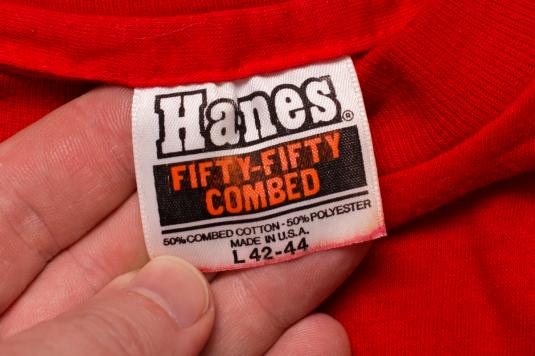 Hanes®
FIFTY-FIFTY
COMBED
50% COMBED COTTON - 50% POLYESTER
MADE IN U.S.A.
L 42-44